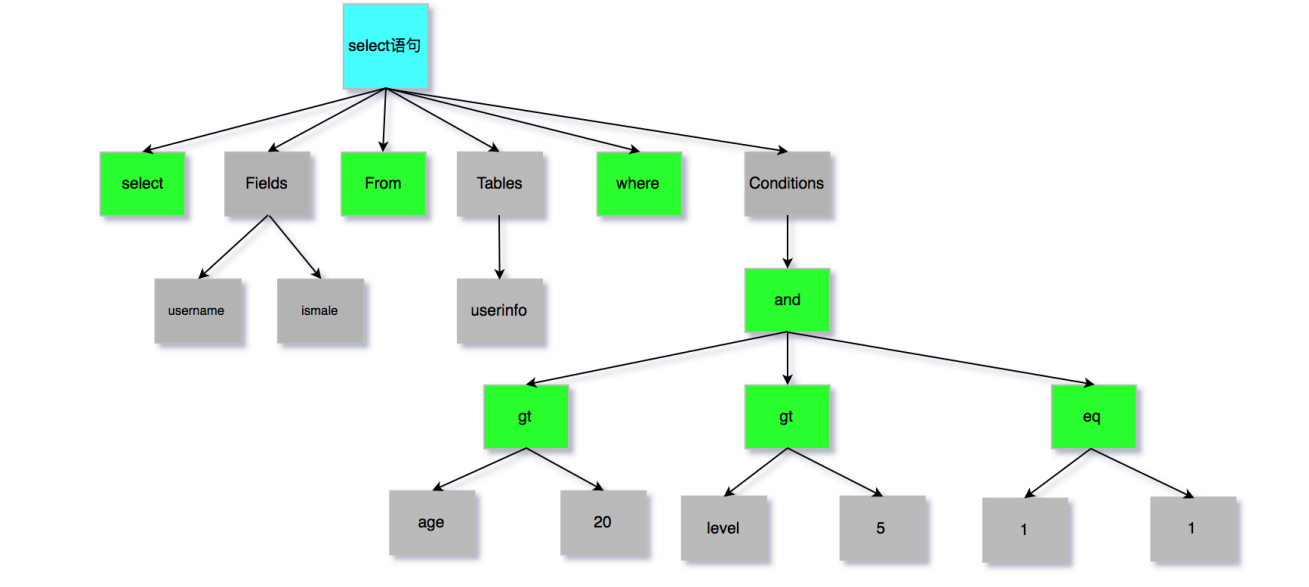 select语句
select
Fields
From
Tables
where
Conditions
username
ismale
userinfo
and
gt
gt
eq
age
20
level
5
1
1